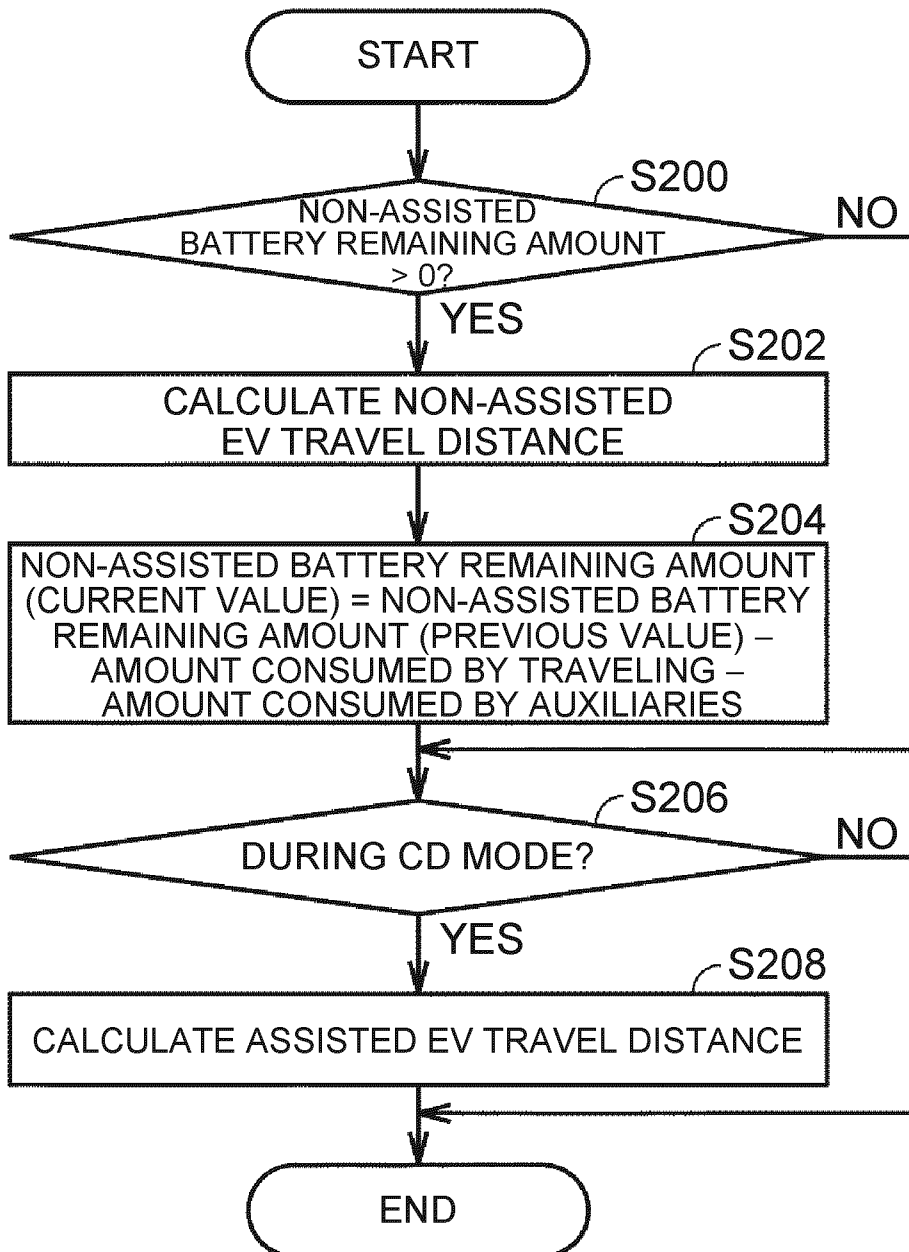 START
S200
NON-ASSISTED
BATTERY REMAINING AMOUNT
> 0?
NO
YES
S202
CALCULATE NON-ASSISTED
EV TRAVEL DISTANCE
S204
NON-ASSISTED BATTERY REMAINING AMOUNT
(CURRENT VALUE) = NON-ASSISTED BATTERY
REMAINING AMOUNT (PREVIOUS VALUE) –
AMOUNT CONSUMED BY TRAVELING –
AMOUNT CONSUMED BY AUXILIARIES
S206
DURING CD MODE?
NO
YES
S208
CALCULATE ASSISTED EV TRAVEL DISTANCE
END